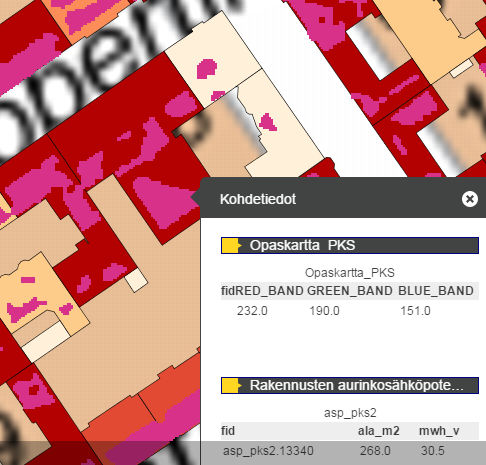 Kohdetiedot
Opaskartta PKS
Opaskartta_PKS
fid RED_BAND GREEN_BAND BLUE_BAND
232.0 190.0 151.0
Rakennusten aurinkosähköpote...
asp_pks2
fid ala_m2 mwh_v
asp_pks2.13340 268.0 30.5